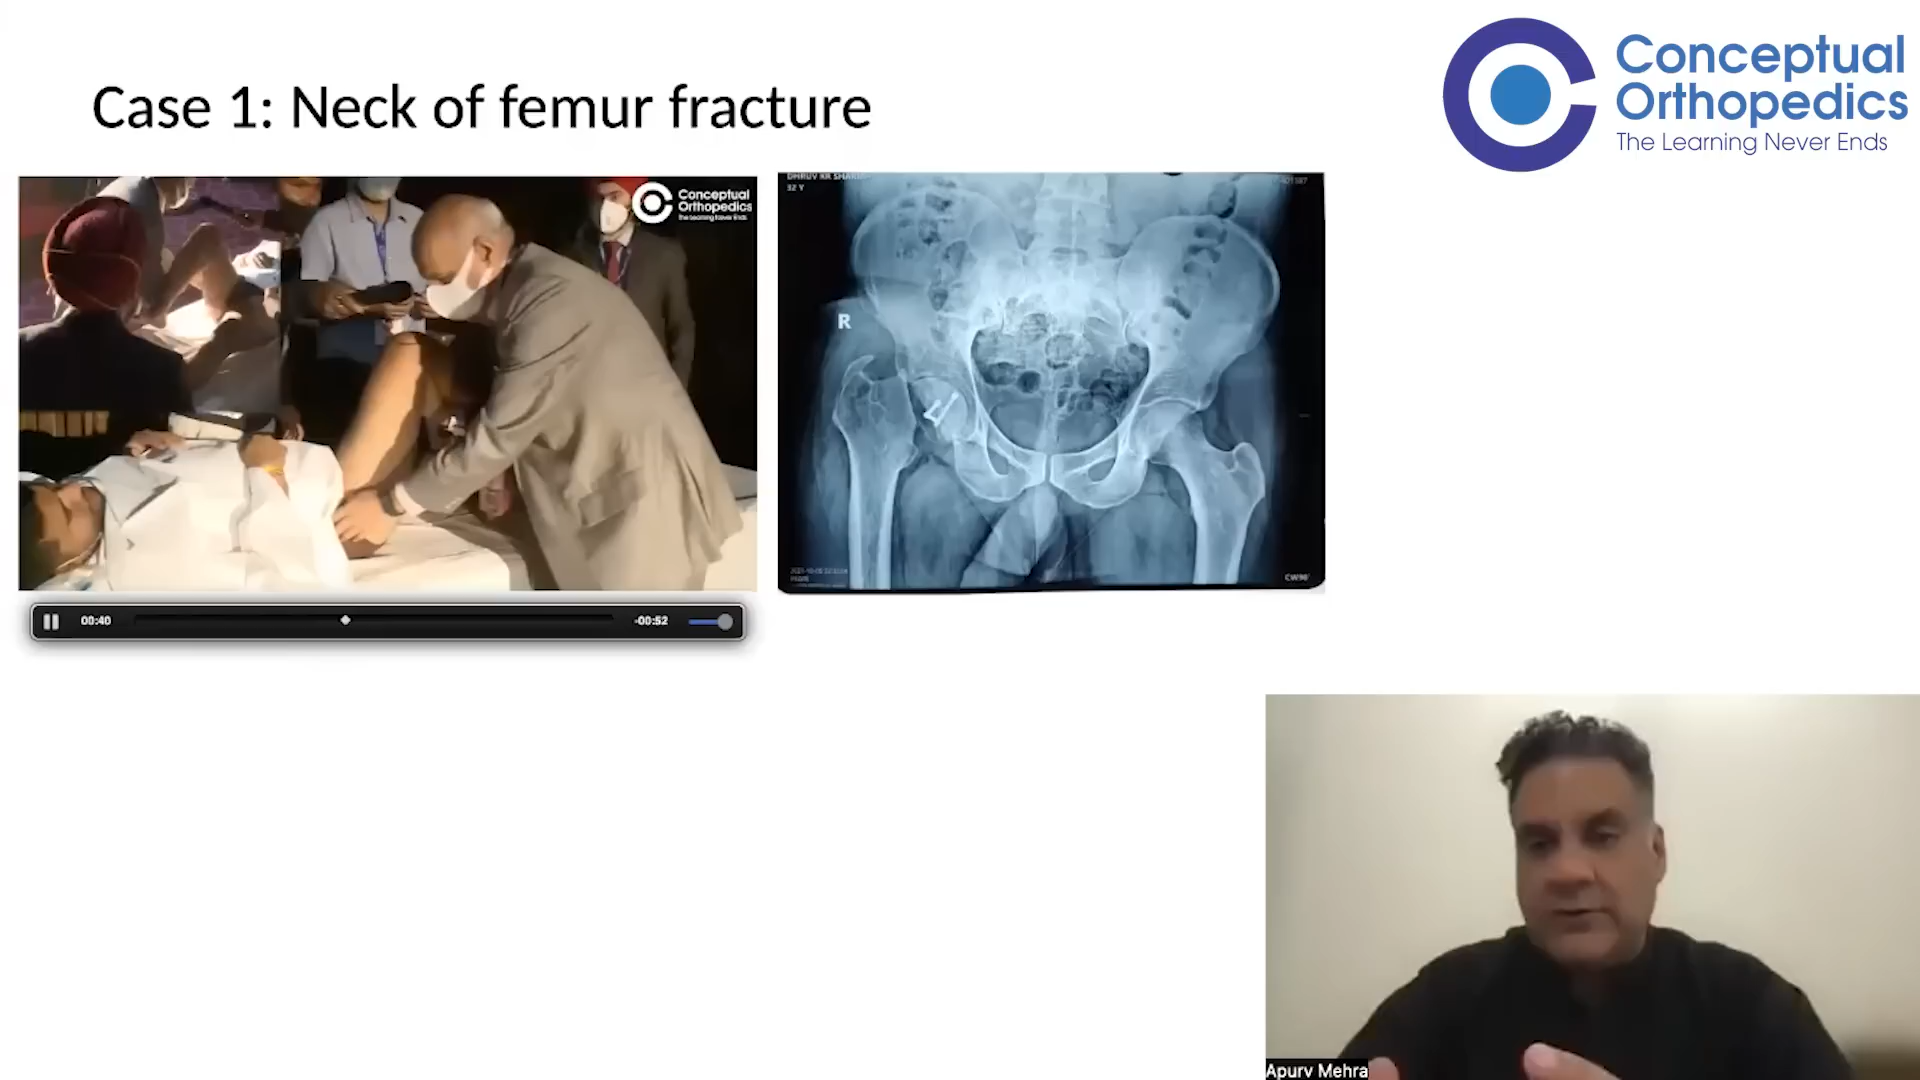 Conceptual
Orthopedics
The Learning Never Ends
Case 1: Neck of femur fracture
Conceptual
Orthopedics
The Learning Never Ends
32 Y
R
CW96'
00:40
-00:52
Apurv Mehra